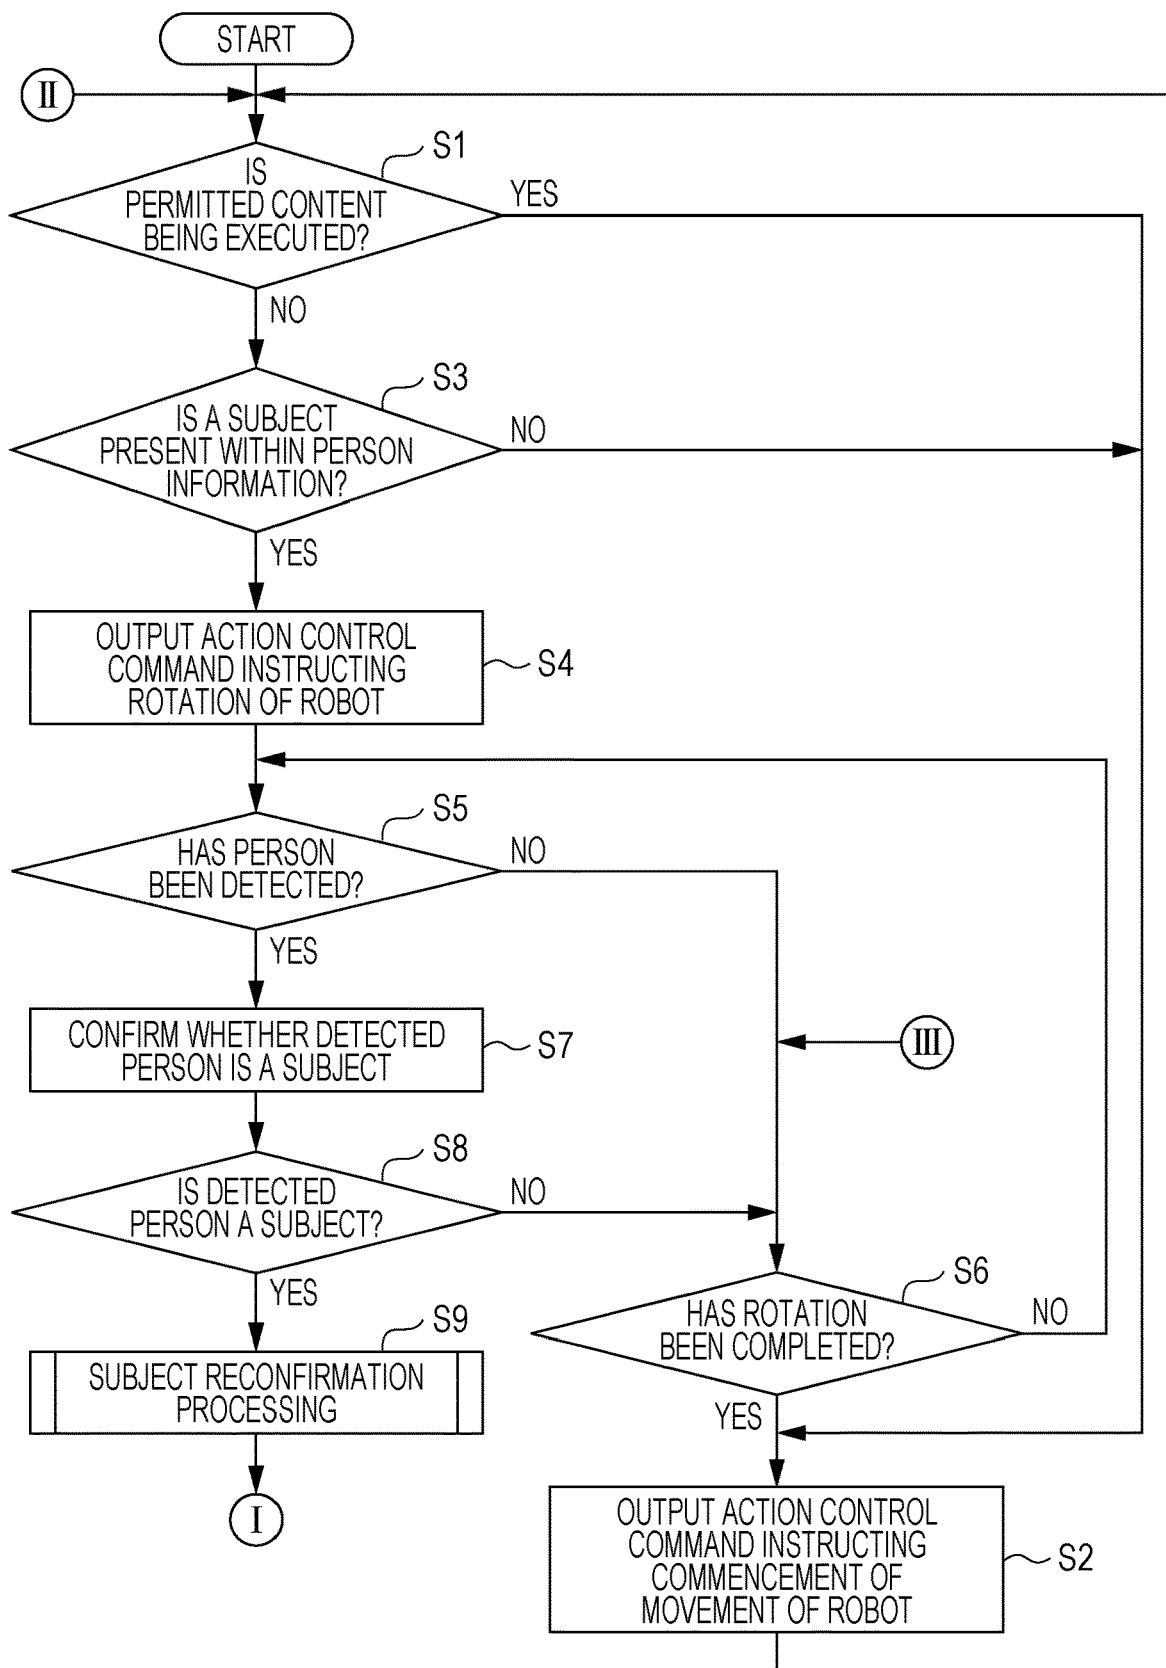 START
II
S1
IS
PERMITTED CONTENT
BEING EXECUTED?
YES
NO
S3
IS A SUBJECT
PRESENT WITHIN PERSON
INFORMATION?
NO
YES
OUTPUT ACTION CONTROL
COMMAND INSTRUCTING
ROTATION OF ROBOT
S4
S5
HAS PERSON
BEEN DETECTED?
NO
YES
CONFIRM WHETHER DETECTED
PERSON IS A SUBJECT
S7
III
S8
IS DETECTED
PERSON A SUBJECT?
NO
YES
S6
HAS ROTATION
BEEN COMPLETED?
NO
YES
S9
SUBJECT RECONFIRMATION
PROCESSING
I
OUTPUT ACTION CONTROL
COMMAND INSTRUCTING
COMMENCEMENT OF
MOVEMENT OF ROBOT
S2